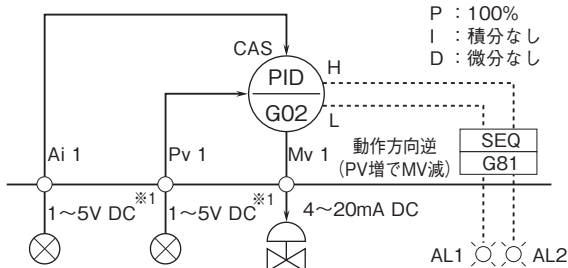 P : 100%
I : 積分なし
D : 微分なし
CAS
PID
G02
H
L
Ai 1
Pv 1
Mv 1
動作方向逆
(PV増でMV減)
SEQ
G81
1～5V DC※1
1～5V DC※1
4～20mA DC
AL1
AL2